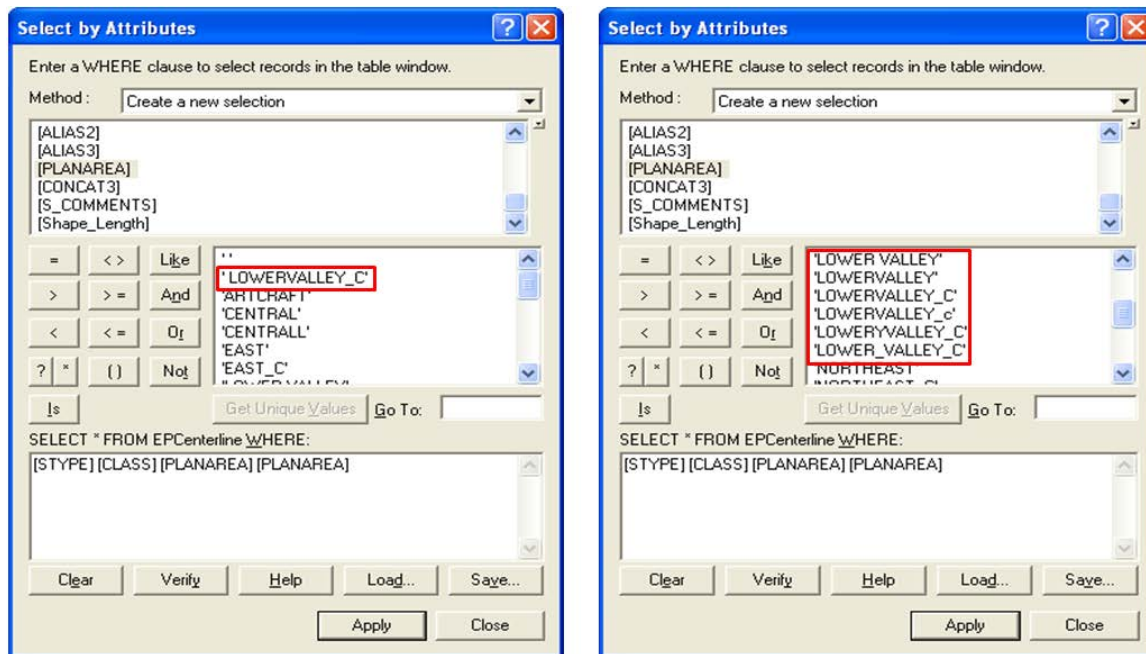 Select by Attributes
Enter a WHERE clause to select records in the table window.
Method : Create a new selection
[ALIAS2]
[ALIAS3]
[PLANAREA]
[CONCAT3]
[S_COMMENTS]
[Shape_Length]
= < > Like
> > = And
< < = Or
? * () Not
Is
' '
' LOWERVALLEY_C'
'ARTCRAFT'
'CENTRAL'
'CENTRALL'
'EAST'
'EAST_C'
'LOWER VALLEY'
Get Unique Values Go To:
SELECT * FROM EPCenterline WHERE:
[STYPE] [CLASS] [PLANAREA] [PLANAREA]
Clear Verify Help Load... Save...
Apply Close
Select by Attributes
Enter a WHERE clause to select records in the table window.
Method : Create a new selection
[ALIAS2]
[ALIAS3]
[PLANAREA]
[CONCAT3]
[S_COMMENTS]
[Shape_Length]
= < > Like
> > = And
< < = Or
? * () Not
Is
'LOWER VALLEY'
'LOWERVALLEY'
'LOWERVALLEY_C'
'LOWERVALLEY_c'
'LOWERYVALLEY_C'
'LOWER_VALLEY_C'
'NORTHEAST'
'NORTHEAST_C'
Get Unique Values Go To:
SELECT * FROM EPCenterline WHERE:
[STYPE] [CLASS] [PLANAREA] [PLANAREA]
Clear Verify Help Load... Save...
Apply Close